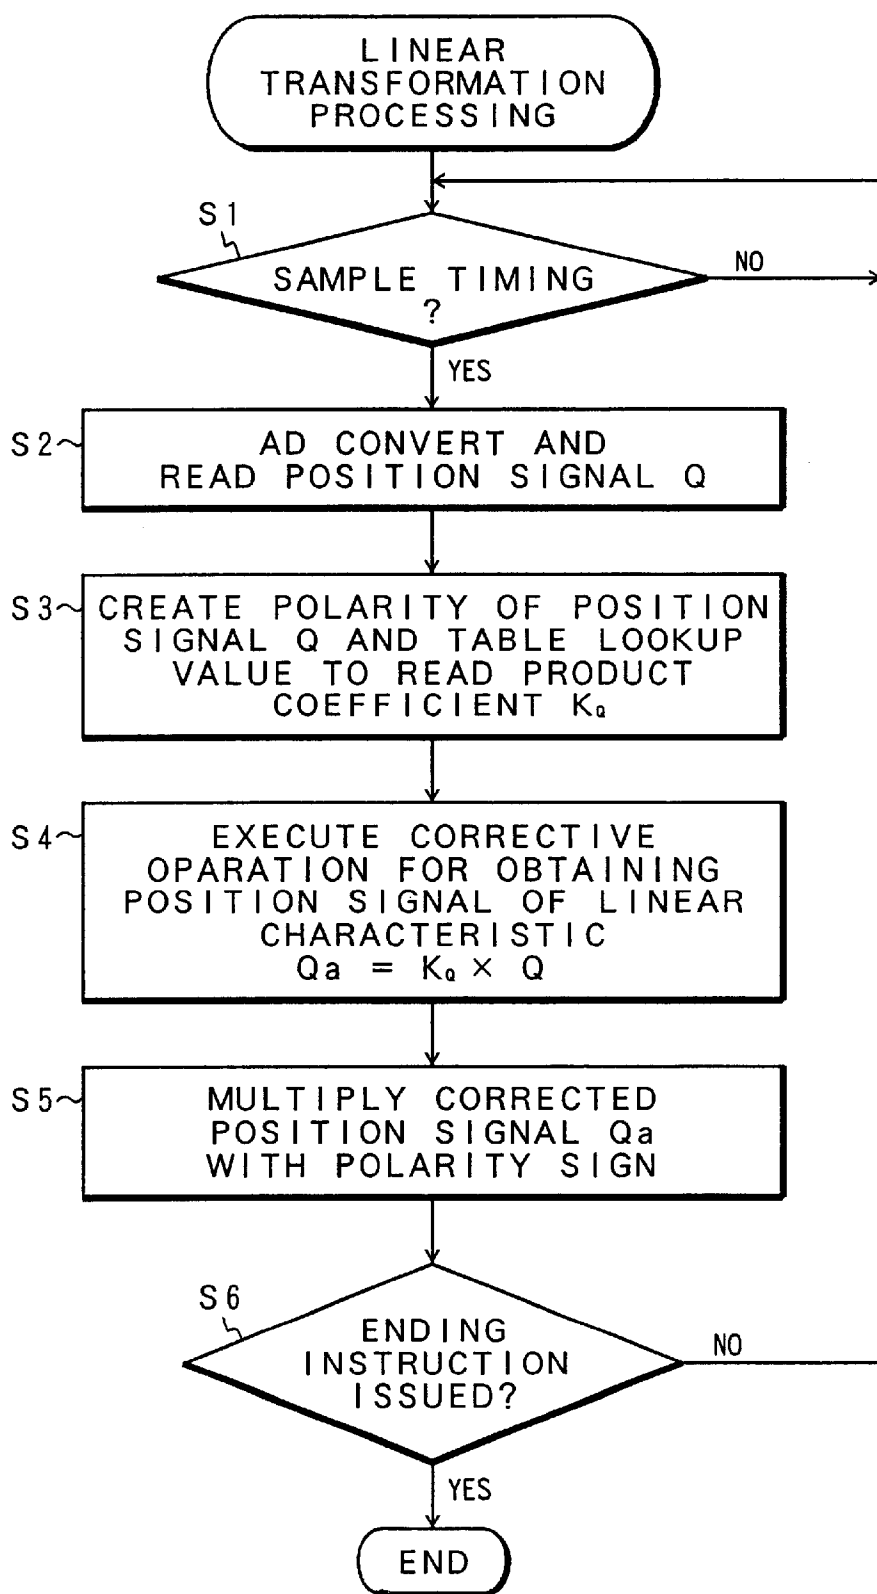 LINEAR
TRANSFORMATION
PROCESSING
S1
SAMPLE TIMING
?
NO
YES
S2
AD CONVERT AND
READ POSITION SIGNAL Q
S3
CREATE POLARITY OF POSITION
SIGNAL Q AND TABLE LOOKUP
VALUE TO READ PRODUCT
COEFFICIENT KQ
S4
EXECUTE CORRECTIVE
OPARATION FOR OBTAINING
POSITION SIGNAL OF LINEAR
CHARACTERISTIC
Qa = KQ × Q
S5
MULTIPLY CORRECTED
POSITION SIGNAL Qa
WITH POLARITY SIGN
S6
ENDING
INSTRUCTION
ISSUED?
NO
YES
END